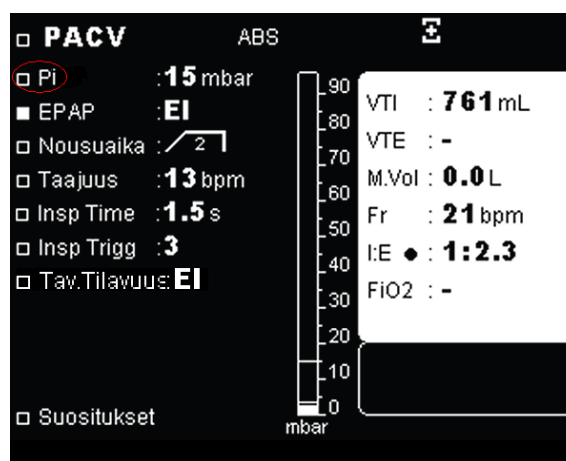 PACV ABS
Pi :15 mbar
EPAP :EI
Nousuaika : 2
Taajuus :13 bpm
Insp Time :1.5 s
Insp Trigg :3
Tav.Tilavuus: EI
Suositukset
90
80
70
60
50
40
30
20
10
0
mbar
VTI : 761 mL
VTE : -
M.Vol : 0.0 L
Fr : 21 bpm
I:E ● : 1:2.3
FiO2 : -